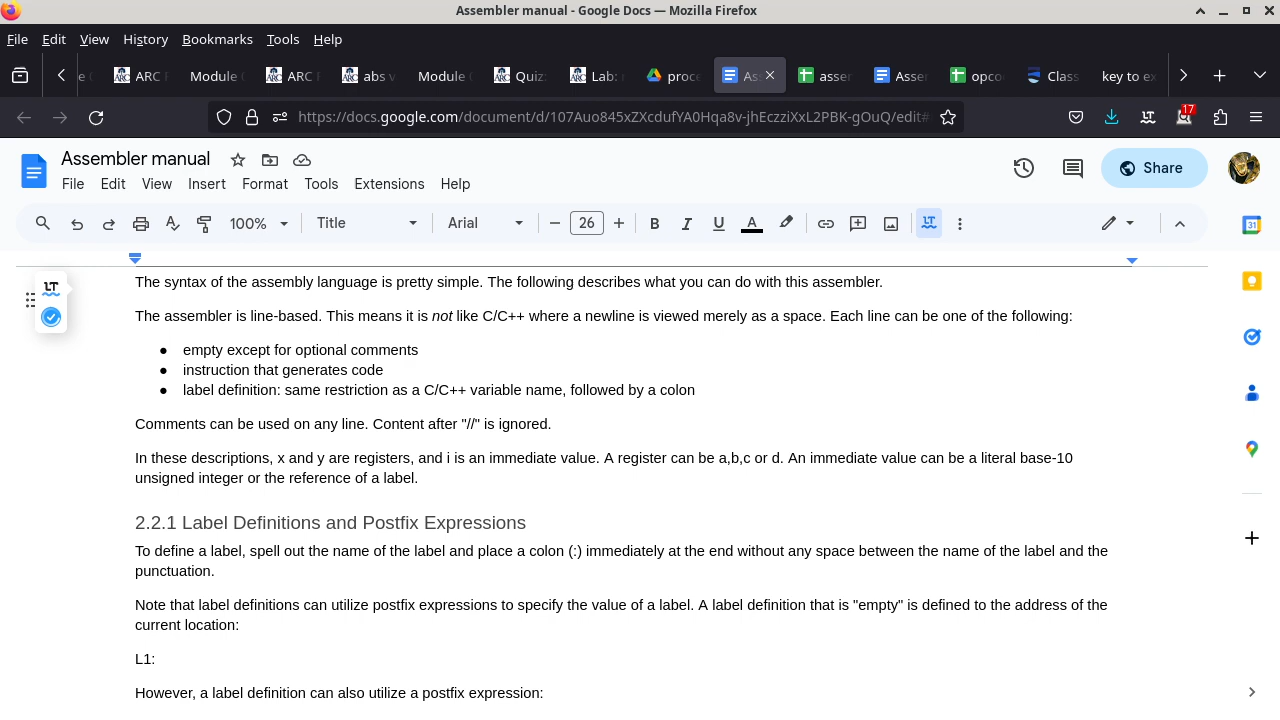 Assembler manual - Google Docs — Mozilla Firefox
File Edit View History Bookmarks Tools Help
ARC Module ARC abs v Module Quiz Lab: proce As asser Asser opco Class key to ex
https://docs.google.com/document/d/107Auo845xZXcdufYA0Hqa8v-jhEczziXxL2PBK-gOuQ/edit# 17
Assembler manual
File Edit View Insert Format Tools Extensions Help
Share
100% Title Arial 26 B I U A LT
LT
The syntax of the assembly language is pretty simple. The following describes what you can do with this assembler.
The assembler is line-based. This means it is not like C/C++ where a newline is viewed merely as a space. Each line can be one of the following:
● empty except for optional comments
● instruction that generates code
● label definition: same restriction as a C/C++ variable name, followed by a colon
Comments can be used on any line. Content after "//" is ignored.
In these descriptions, x and y are registers, and i is an immediate value. A register can be a,b,c or d. An immediate value can be a literal base-10
unsigned integer or the reference of a label.
2.2.1 Label Definitions and Postfix Expressions
To define a label, spell out the name of the label and place a colon (:) immediately at the end without any space between the name of the label and the
punctuation.
Note that label definitions can utilize postfix expressions to specify the value of a label. A label definition that is "empty" is defined to the address of the
current location:
L1:
However, a label definition can also utilize a postfix expression: